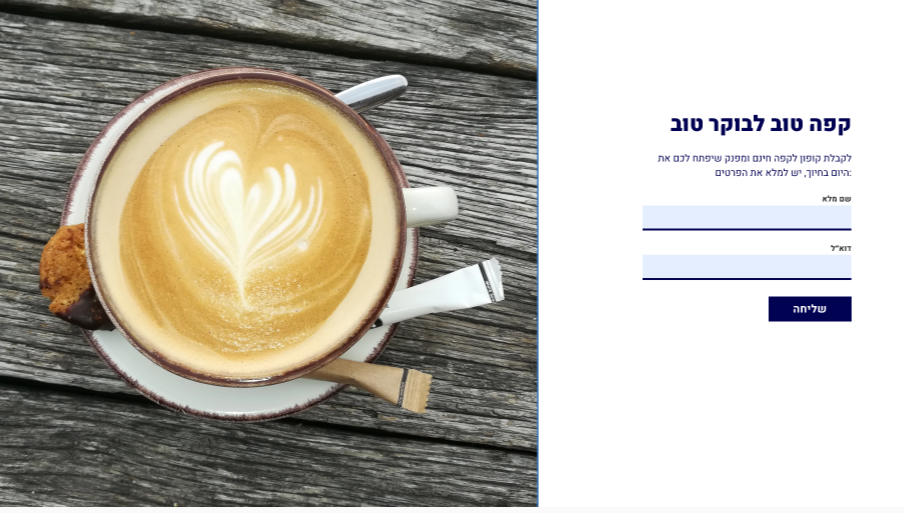 קפה טוב לבוקר טוב
לקבלת קופון לקפה חינם ומפנק שיפתח לכם את
היום בחיוך, יש למלא את הפרטים:
שם מלא
דוא"ל
שליחה